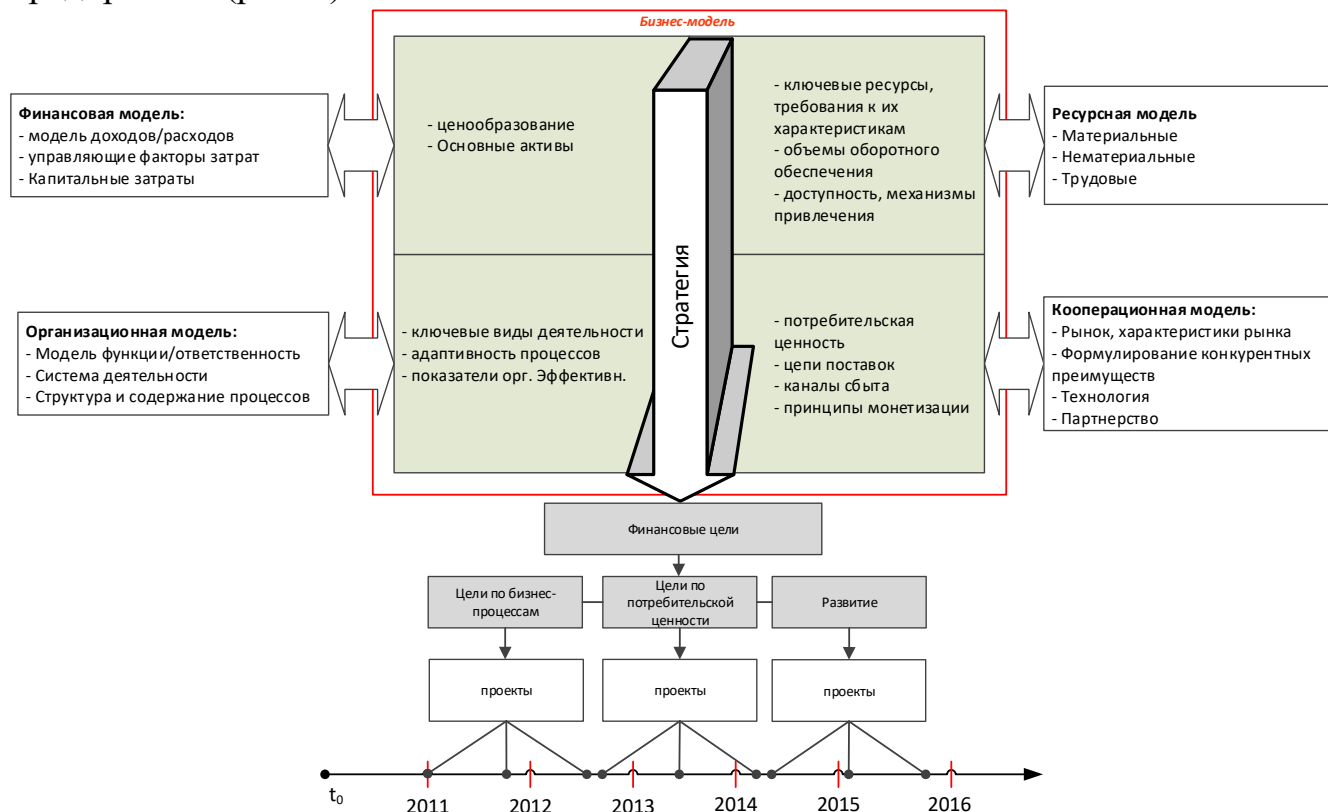 Бизнес-модель
Финансовая модель:
- модель доходов/расходов
- управляющие факторы затрат
- Капитальные затраты
- ценообразование
- Основные активы
- ключевые ресурсы,
требования к их
характеристикам
- объемы оборотного
обеспечения
- доступность, механизмы
привлечения
Ресурсная модель
- Материальные
- Нематериальные
- Трудовые
Стратегия
Организационная модель:
- Модель функции/ответственность
- Система деятельности
- Структура и содержание процессов
- ключевые виды деятельности
- адаптивность процессов
- показатели орг. Эффективн.
- потребительская
ценность
- цепи поставок
- каналы сбыта
- принципы монетизации
Кооперационная модель:
- Рынок, характеристики рынка
- Формулирование конкурентных
преимуществ
- Технология
- Партнерство
Финансовые цели
Цели по бизнес-
процессам
Цели по
потребительской
ценности
Развитие
проекты
проекты
проекты
t0
2011
2012
2013
2014
2015
2016